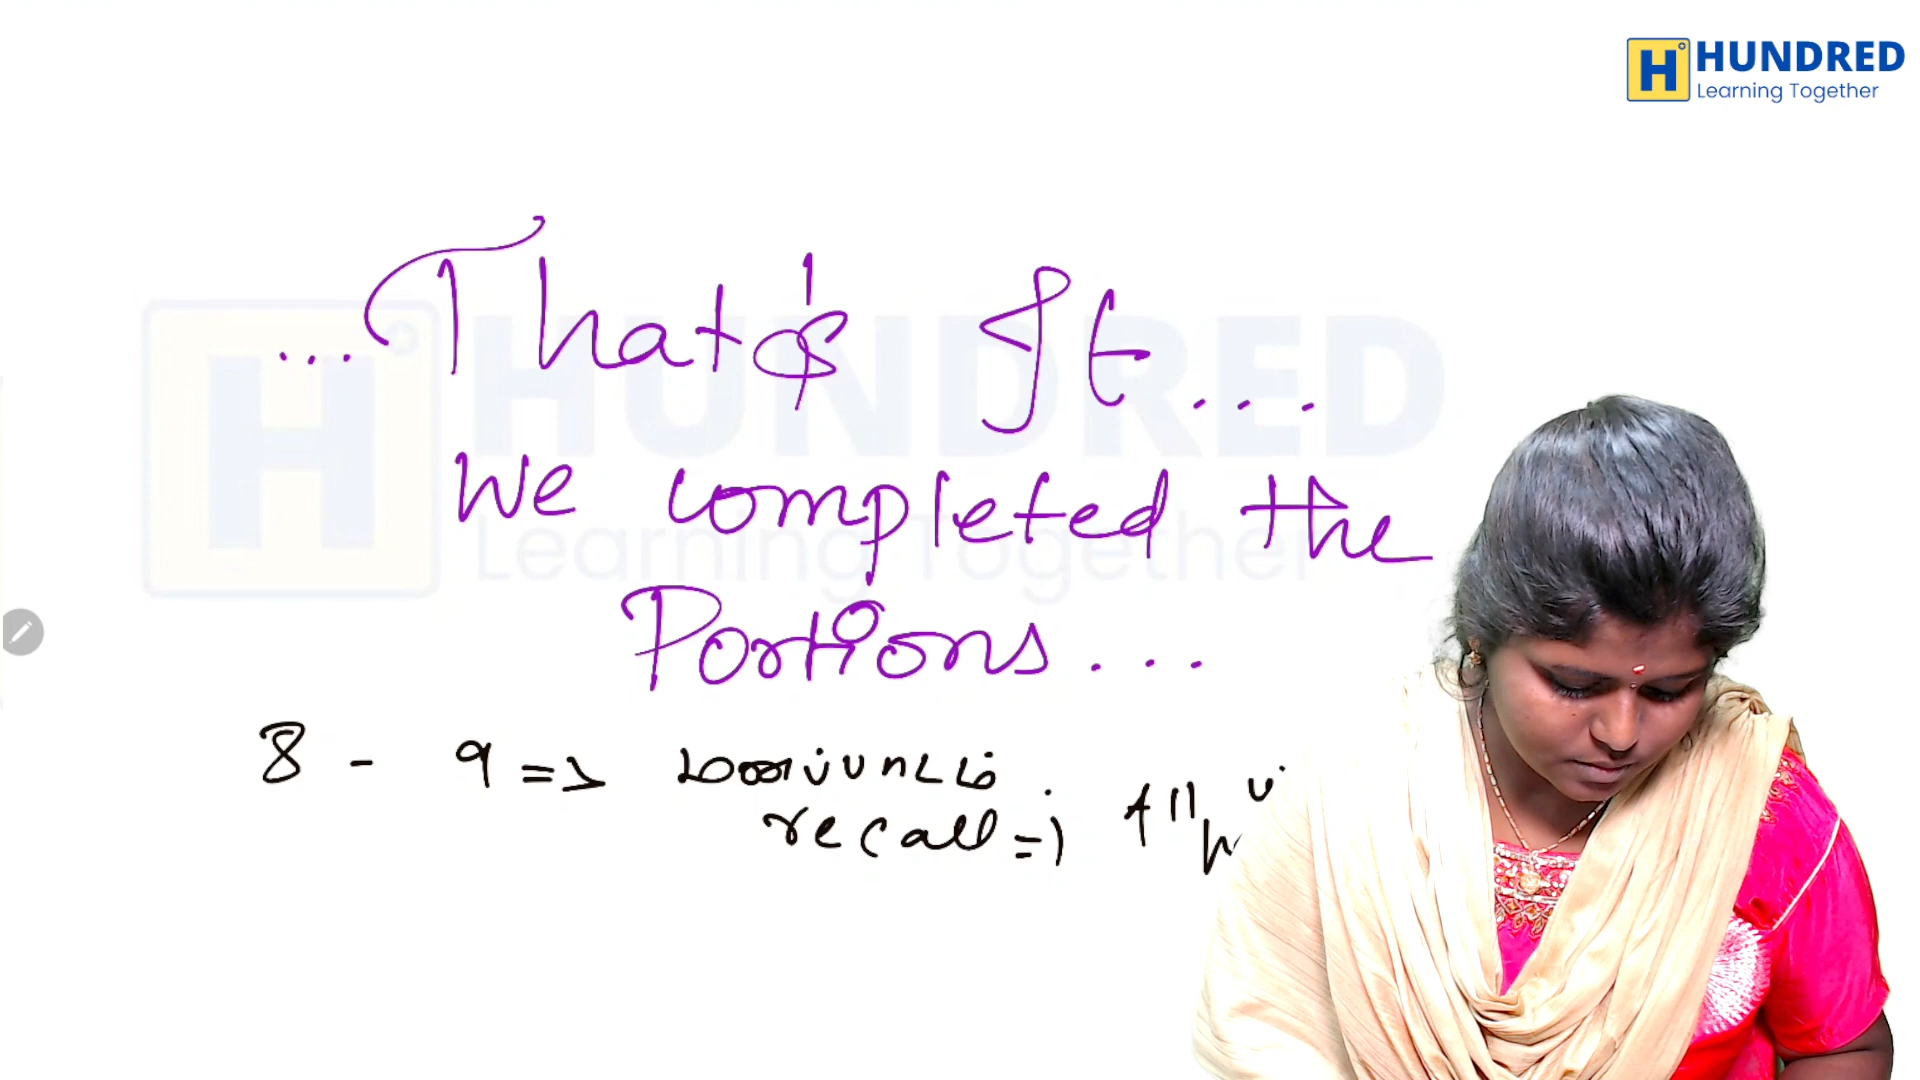 HUNDRED
Learning Together
...That's It...
We completed the
Portions...
8 - 9 => மனப்பாடம்
recall =>